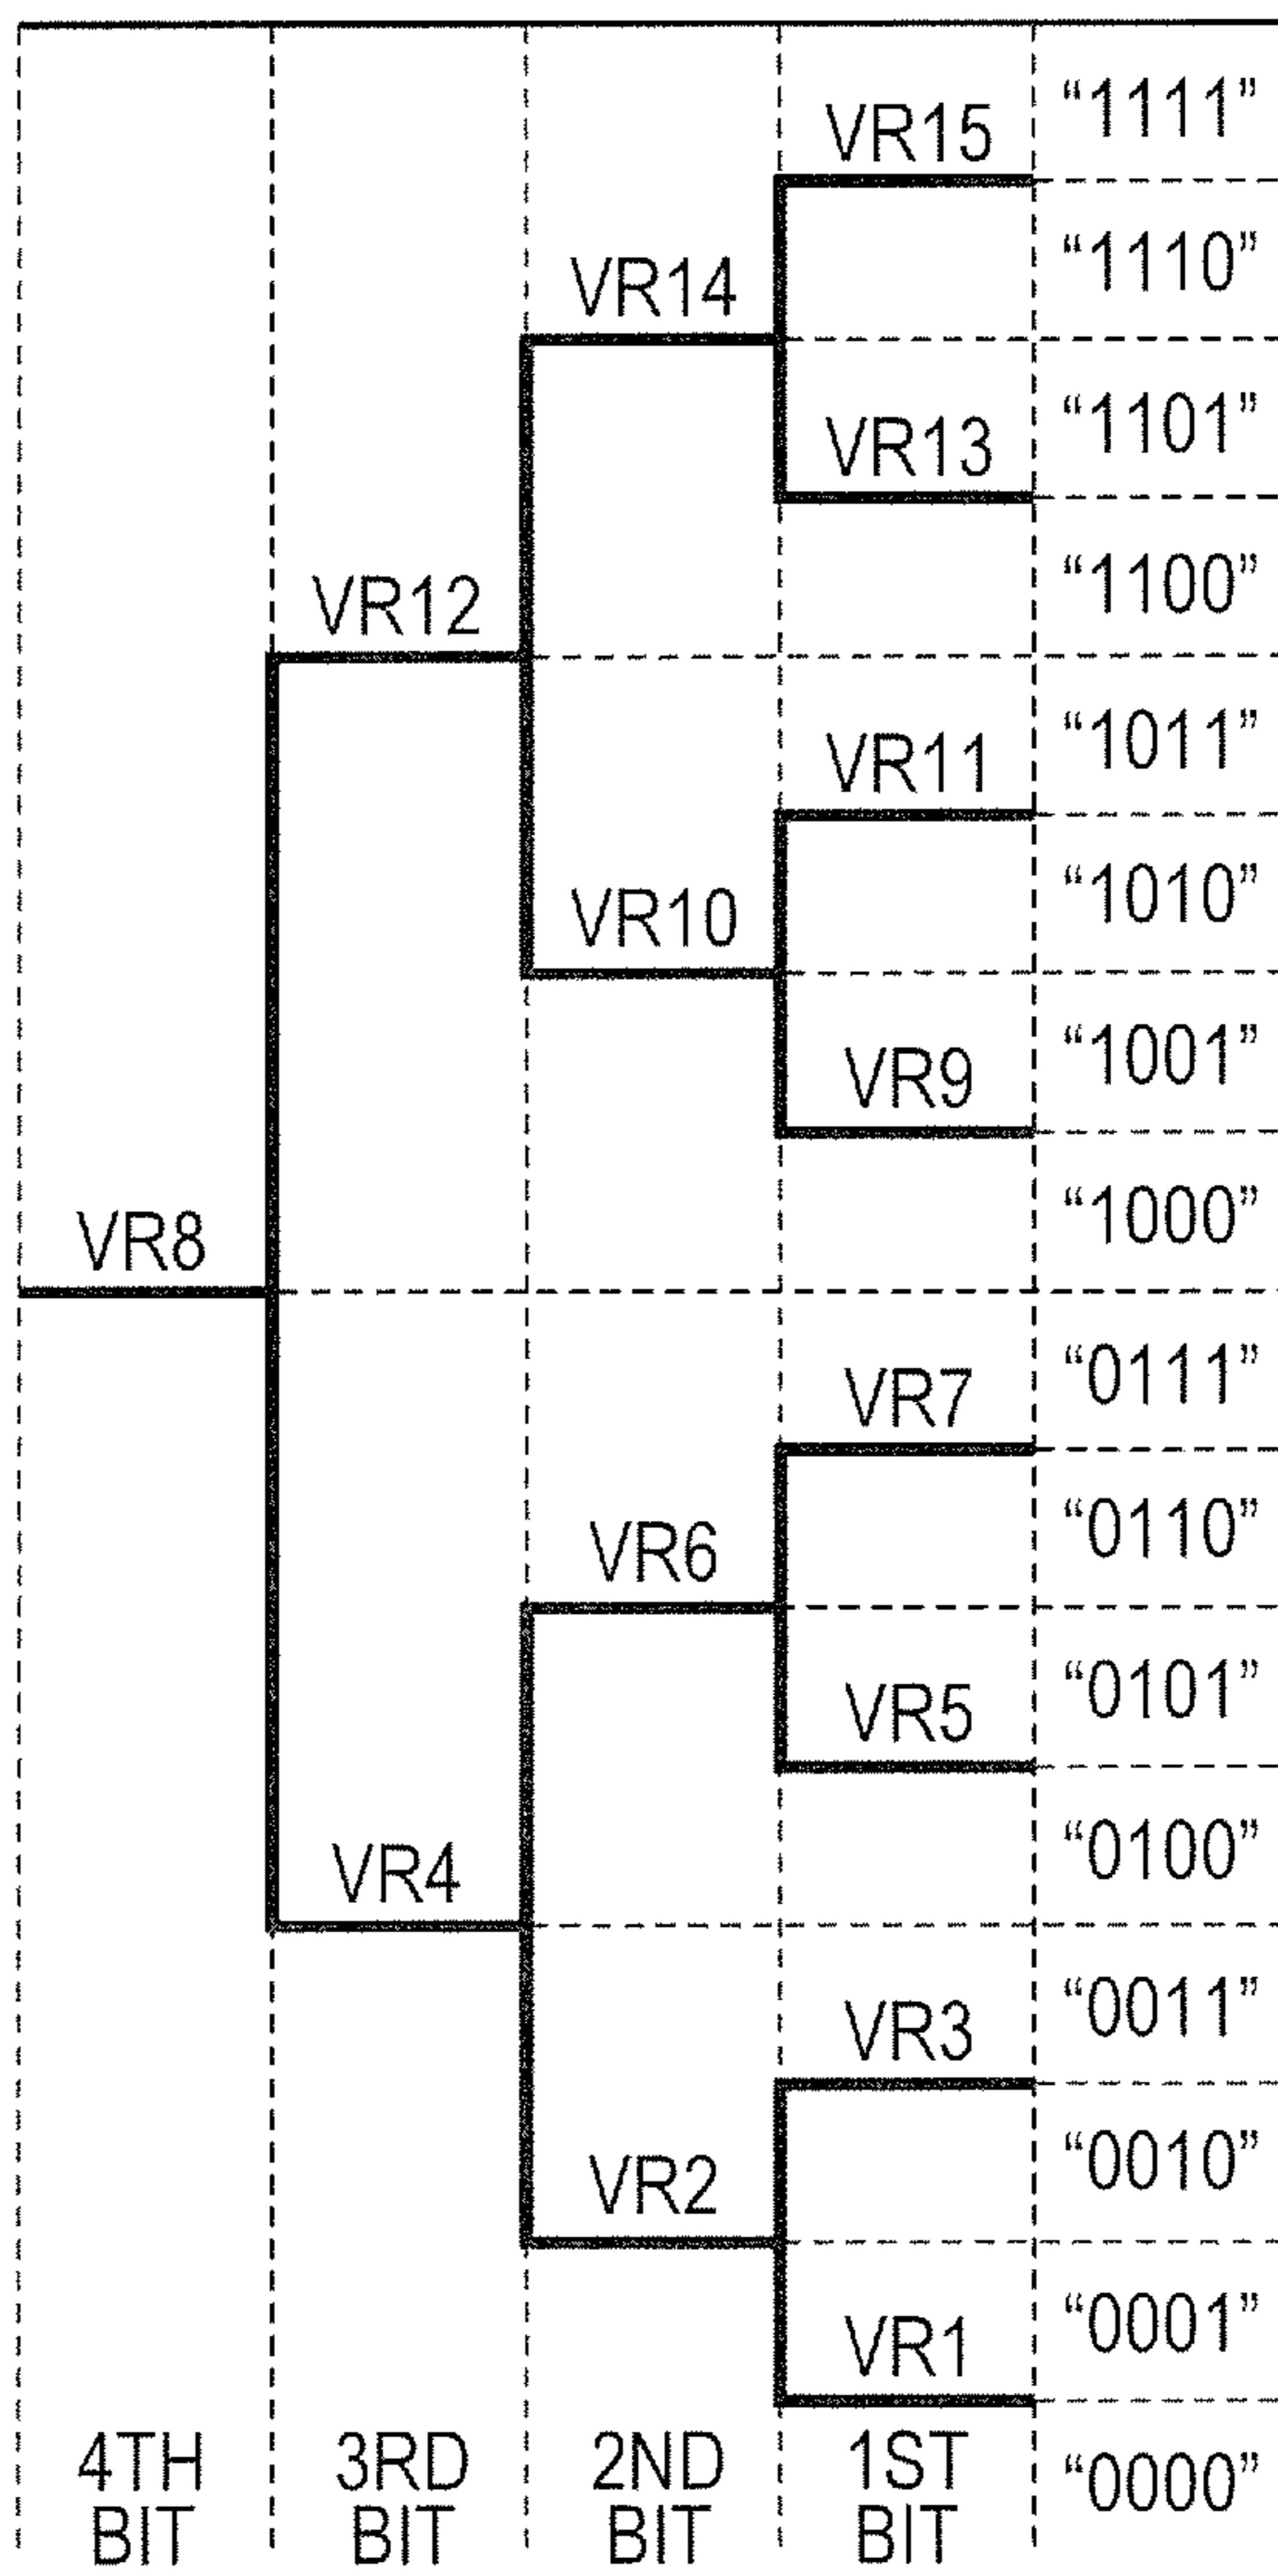 “1111”
VR15
“1110”
VR14
“1101”
VR13
“1100”
VR12
“1011”
VR11
“1010”
VR10
“1001”
VR9
“1000”
VR8
“0111”
VR7
“0110”
VR6
“0101”
VR5
“0100”
VR4
“0011”
VR3
“0010”
VR2
“0001”
VR1
“0000”
4TH
BIT
3RD
BIT
2ND
BIT
1ST
BIT